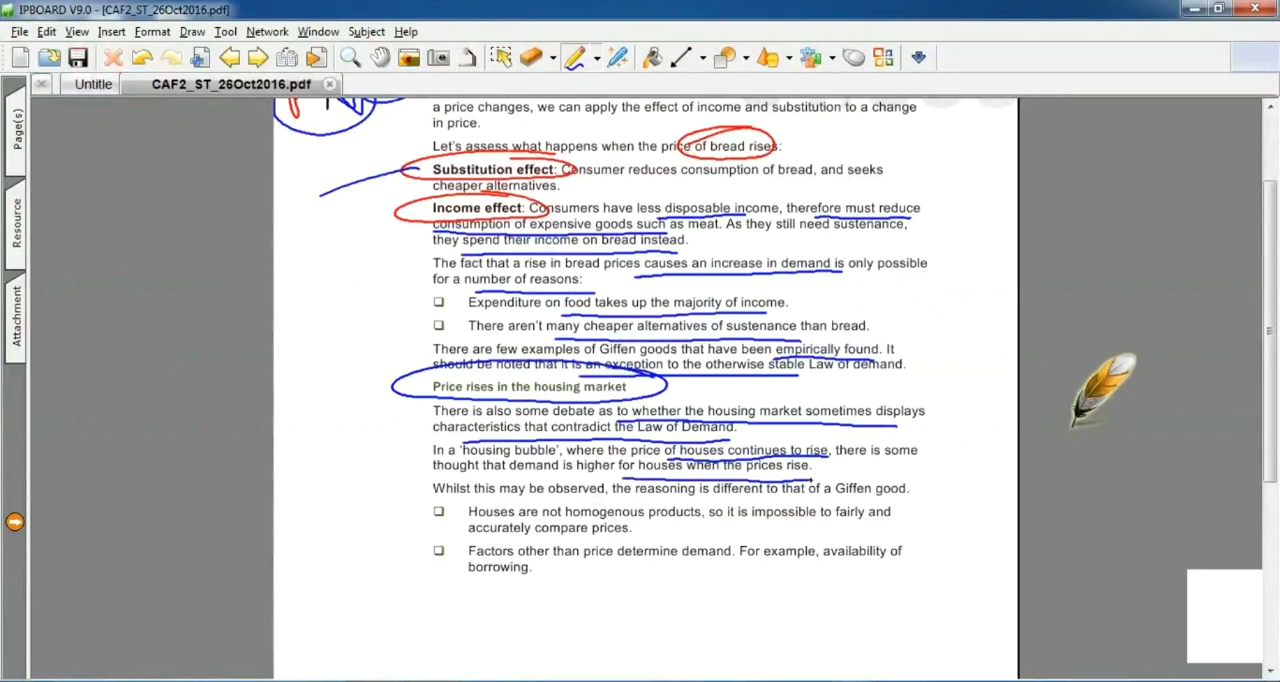 IPBOARD V9.0 - [CAF2_ST_26Oct2016.pdf]
File Edit View Insert Format Draw Tool Network Window Subject Help
Untitle CAF2_ST_26Oct2016.pdf
Page(s)
Resource
Attachment
a price changes, we can apply the effect of income and substitution to a change
in price.
Let's assess what happens when the price of bread rises:
Substitution effect: Consumer reduces consumption of bread, and seeks
cheaper alternatives.
Income effect: Consumers have less disposable income, therefore must reduce
consumption of expensive goods such as meat. As they still need sustenance,
they spend their income on bread instead.
The fact that a rise in bread prices causes an increase in demand is only possible
for a number of reasons:
❑ Expenditure on food takes up the majority of income.
❑ There aren't many cheaper alternatives of sustenance than bread.
There are few examples of Giffen goods that have been empirically found. It
should be noted that it is an exception to the otherwise stable Law of demand.
Price rises in the housing market
There is also some debate as to whether the housing market sometimes displays
characteristics that contradict the Law of Demand.
In a 'housing bubble', where the price of houses continues to rise, there is some
thought that demand is higher for houses when the prices rise.
Whilst this may be observed, the reasoning is different to that of a Giffen good.
❑ Houses are not homogenous products, so it is impossible to fairly and
accurately compare prices.
❑ Factors other than price determine demand. For example, availability of
borrowing.